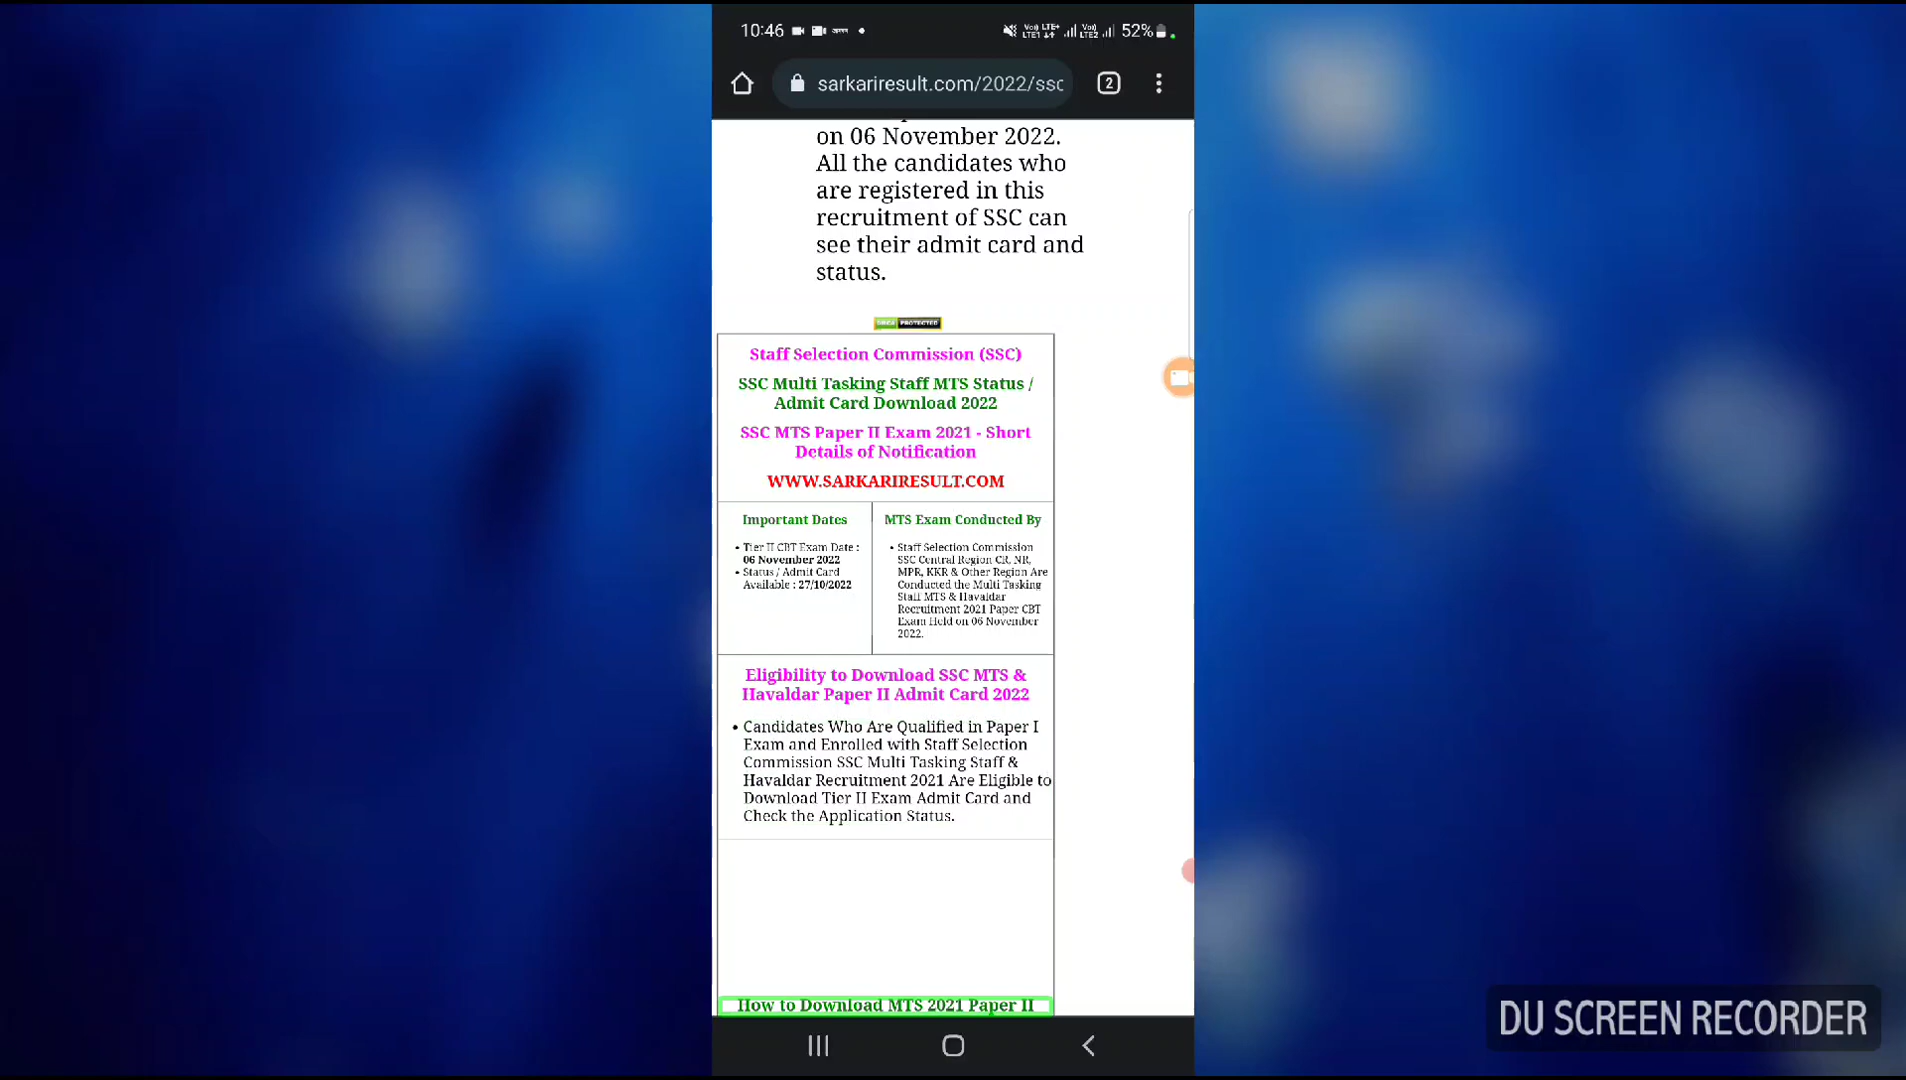 10:46
LTE1
LTE2
52%
sarkariresult.com/2022/ssc
2
on 06 November 2022.
All the candidates who
are registered in this
recruitment of SSC can
see their admit card and
status.
PROTECTED
Staff Selection Commission (SSC)
SSC Multi Tasking Staff MTS Status /
Admit Card Download 2022
SSC MTS Paper II Exam 2021 - Short
Details of Notification
WWW.SARKARIRESULT.COM
Important Dates
• Tier II CBT Exam Date :
06 November 2022
• Status / Admit Card
Available : 27/10/2022
MTS Exam Conducted By
• Staff Selection Commission
SSC Central Region CR, NR,
MPR, KKR & Other Region Are
Conducted the Multi Tasking
Staff MTS & Havaldar
Recruitment 2021 Paper CBT
Exam Held on 06 November
2022.
Eligibility to Download SSC MTS &
Havaldar Paper II Admit Card 2022
• Candidates Who Are Qualified in Paper I
Exam and Enrolled with Staff Selection
Commission SSC Multi Tasking Staff &
Havaldar Recruitment 2021 Are Eligible to
Download Tier II Exam Admit Card and
Check the Application Status.
How to Download MTS 2021 Paper II
DU SCREEN RECORDER